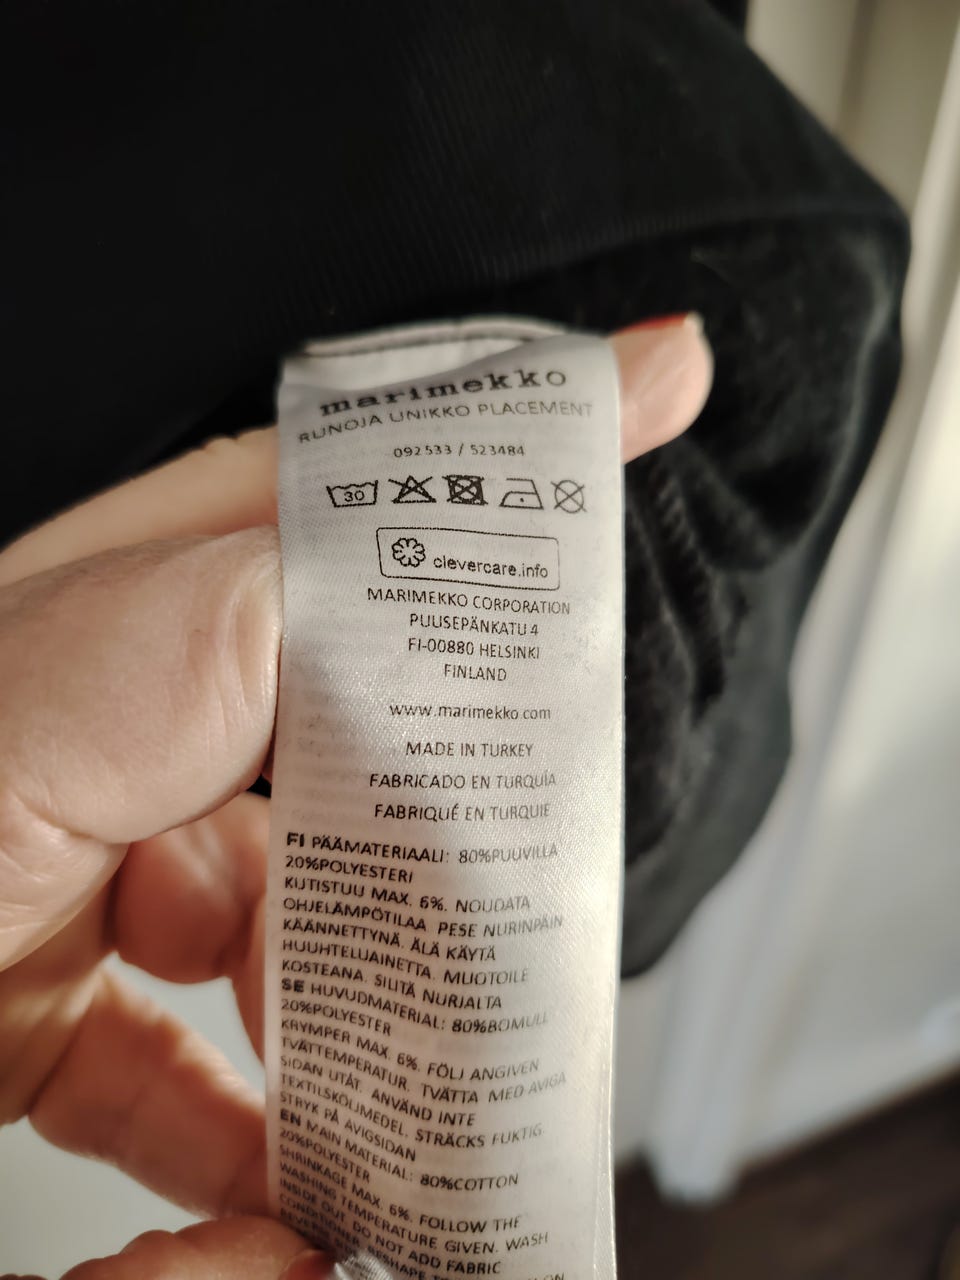 marimekko
RUNOJA UNIKKO PLACEMENT
092533 / 523484
30
clevercare.info
MARIMEKKO CORPORATION
PUUSEPÄNKATU 4
FI-00880 HELSINKI
FINLAND
www.marimekko.com
MADE IN TURKEY
FABRICADO EN TURQUÍA
FABRIQUÉ EN TURQUIE
FI PÄÄMATERIAALI: 80%PUUVILLA
20%POLYESTERI
KUTISTUU MAX. 6%. NOUDATA
OHJELÄMPÖTILAA. PESE NURINPÄIN
KÄÄNNETTYNÄ. ÄLÄ KÄYTÄ
HUUHTELUAINETTA. MUOTOILE
KOSTEANA. SILITÄ NURJALTA
SE HUVUDMATERIAL: 80%BOMULL
20%POLYESTER
KRYMPER MAX. 6%. FÖLJ ANGIVEN
TVÄTTEMPERATUR. TVÄTTA MED AVIGA
SIDAN UTÅT. ANVÄND INTE
TEXTILSKÖLJMEDEL. STRÄCKS FUKTIG.
STRYK PÅ AVIGSIDAN
EN MAIN MATERIAL: 80%COTTON
20%POLYESTER
SHRINKAGE MAX. 6%. FOLLOW THE
WASHING TEMPERATURE GIVEN. WASH
INSIDE OUT. DO NOT ADD FABRIC
CONDITIONER. RESHAPE
REVERSE